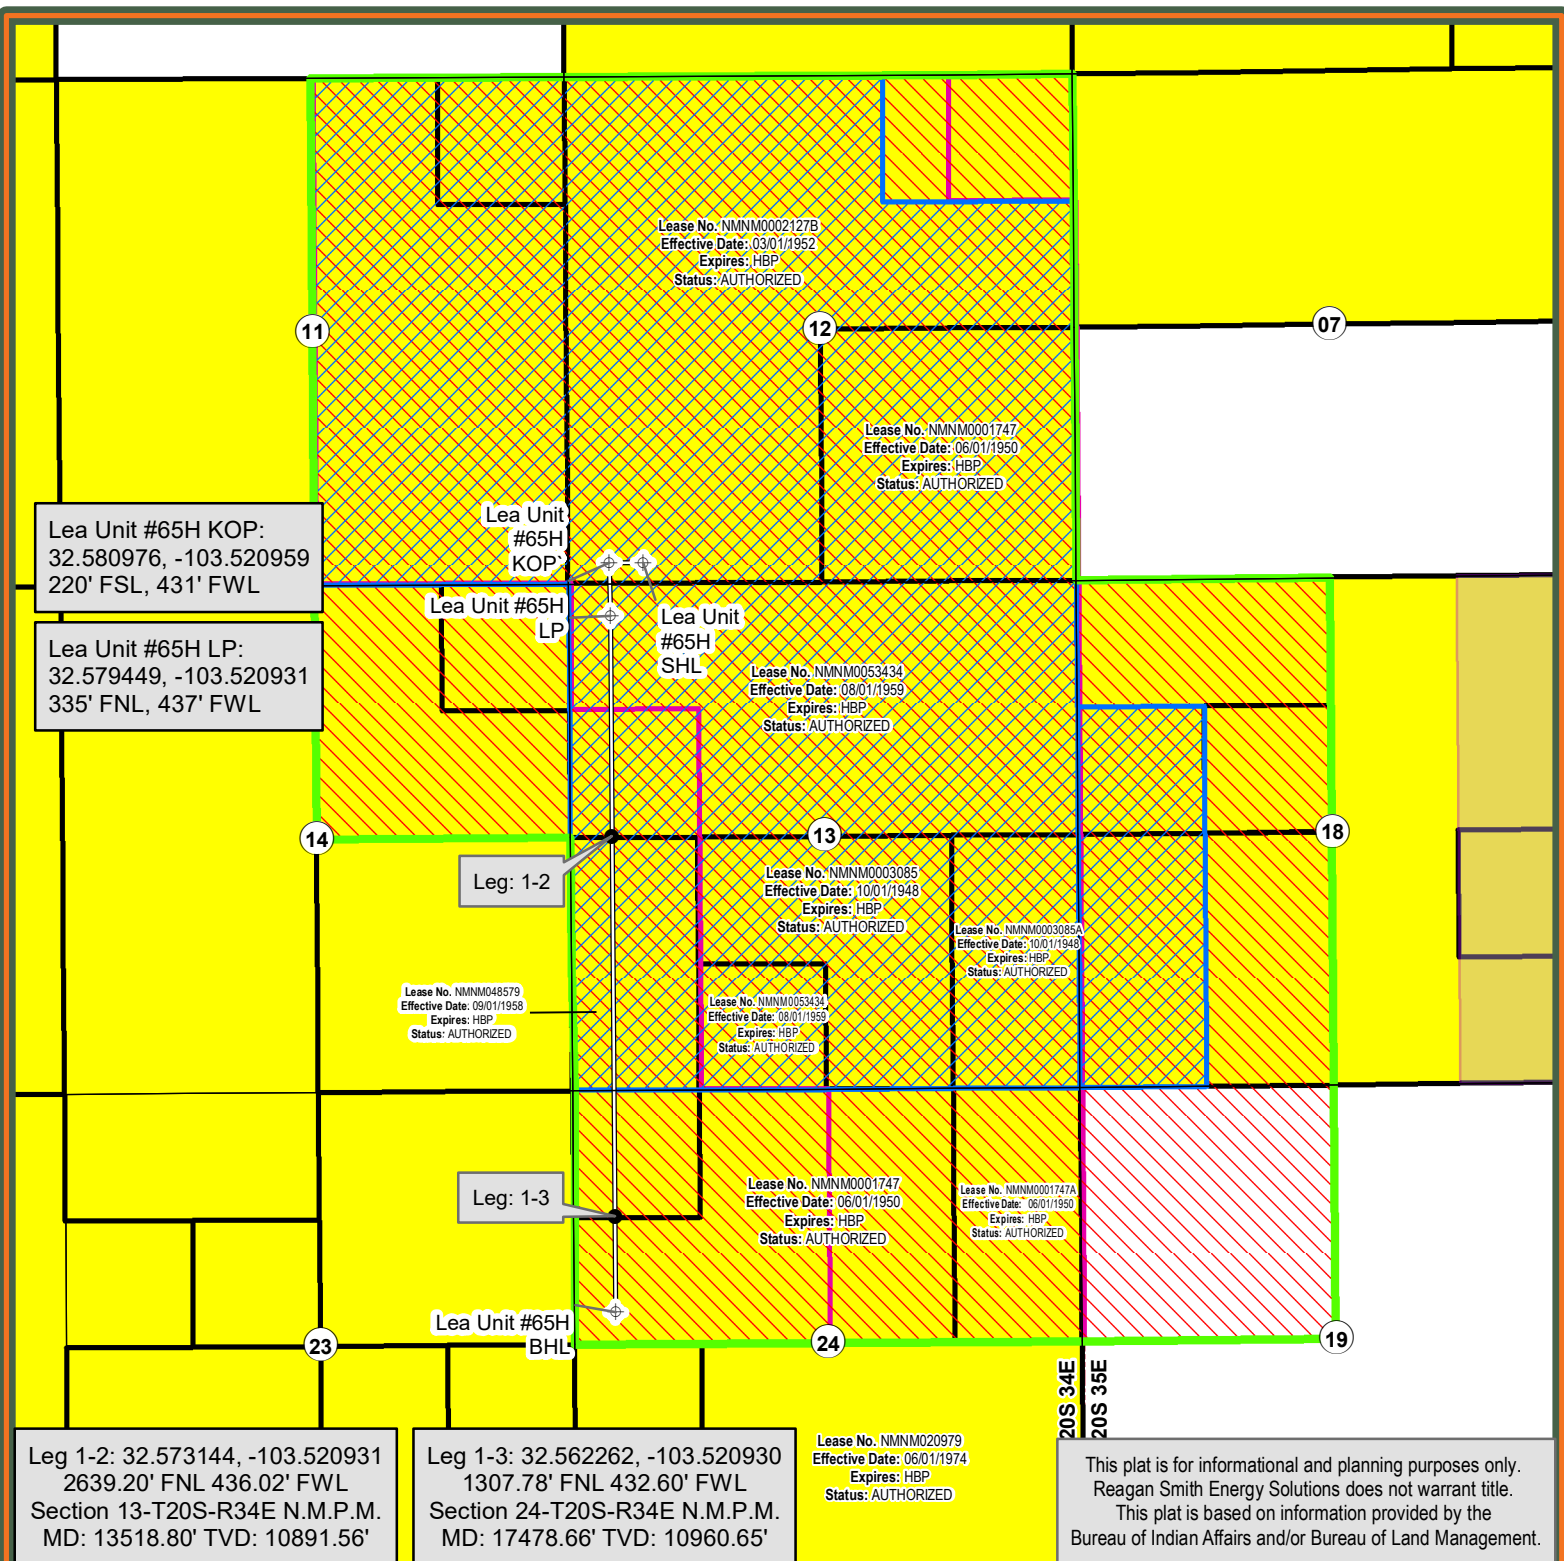 Lease No. NMNM0002127B
Effective Date: 03/01/1952
Expires: HBP
Status: AUTHORIZED
11
12
07
Lease No. NMNM0001747
Effective Date: 06/01/1950
Expires: HBP
Status: AUTHORIZED
Lea Unit #65H KOP:
32.580976, -103.520959
220' FSL, 431' FWL
Lea Unit
#65H
KOP`
Lea Unit #65H
LP
Lea Unit
#65H
SHL
Lea Unit #65H LP:
32.579449, -103.520931
335' FNL, 437' FWL
Lease No. NMNM0053434
Effective Date: 08/01/1959
Expires: HBP
Status: AUTHORIZED
14
13
18
Leg: 1-2
Lease No. NMNM0003085
Effective Date: 10/01/1948
Expires: HBP
Status: AUTHORIZED
Lease No. NMNM0003085A
Effective Date: 10/01/1948
Expires: HBP
Status: AUTHORIZED
Lease No. NMNM048579
Effective Date: 09/01/1958
Expires: HBP
Status: AUTHORIZED
Lease No. NMNM0053434
Effective Date: 08/01/1959
Expires: HBP
Status: AUTHORIZED
Leg: 1-3
Lease No. NMNM0001747
Effective Date: 06/01/1950
Expires: HBP
Status: AUTHORIZED
Lease No. NMNM0001747A
Effective Date: 06/01/1950
Expires: HBP
Status: AUTHORIZED
Lea Unit #65H
BHL
23
24
19
20S 34E
20S 35E
Leg 1-2: 32.573144, -103.520931
2639.20' FNL 436.02' FWL
Section 13-T20S-R34E N.M.P.M.
MD: 13518.80' TVD: 10891.56'
Leg 1-3: 32.562262, -103.520930
1307.78' FNL 432.60' FWL
Section 24-T20S-R34E N.M.P.M.
MD: 17478.66' TVD: 10960.65'
Lease No. NMNM020979
Effective Date: 06/01/1974
Expires: HBP
Status: AUTHORIZED
This plat is for informational and planning purposes only.
Reagan Smith Energy Solutions does not warrant title.
This plat is based on information provided by the
Bureau of Indian Affairs and/or Bureau of Land Management.